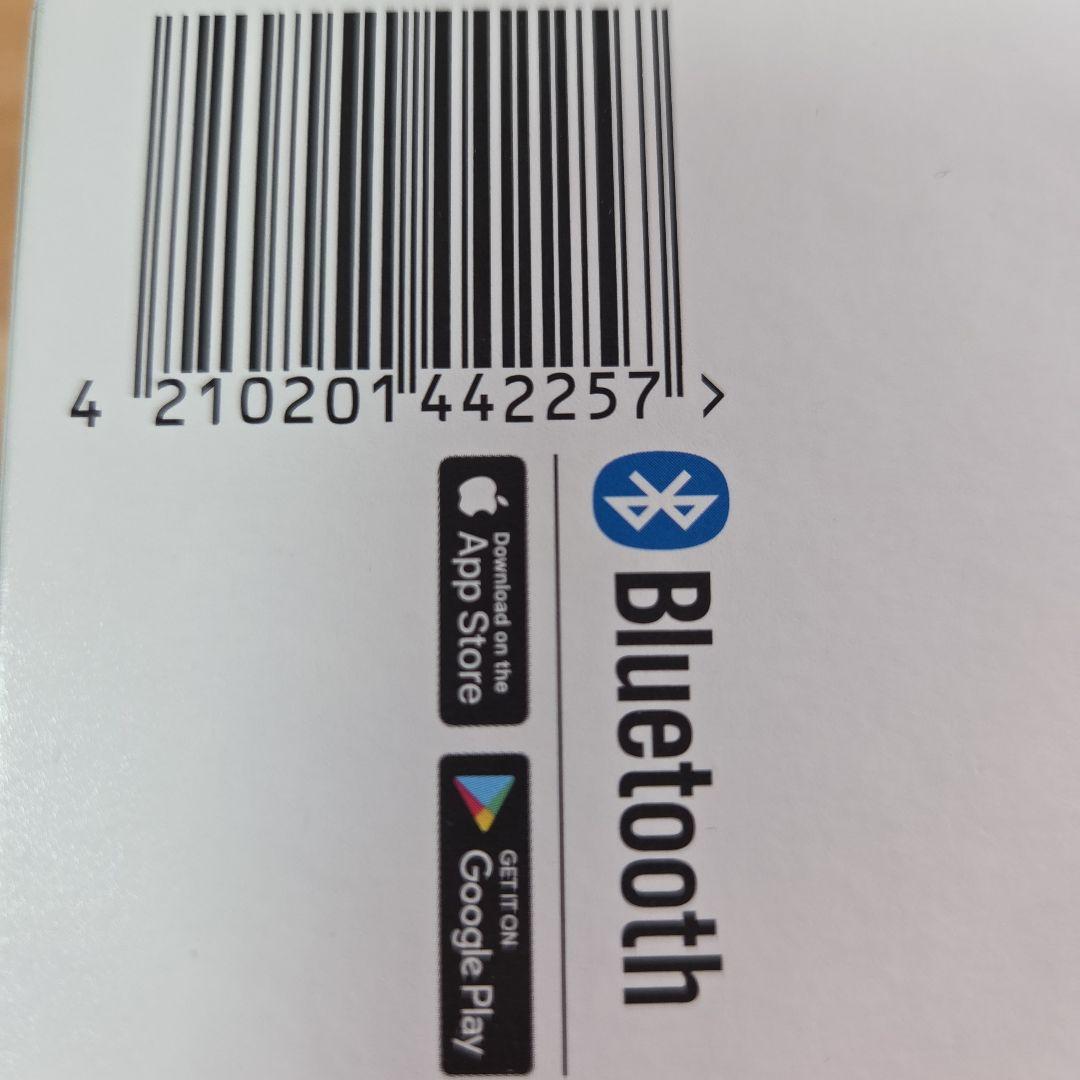 4 210201 442257 >
Bluetooth
Download on the
App Store
GET IT ON
Google Play